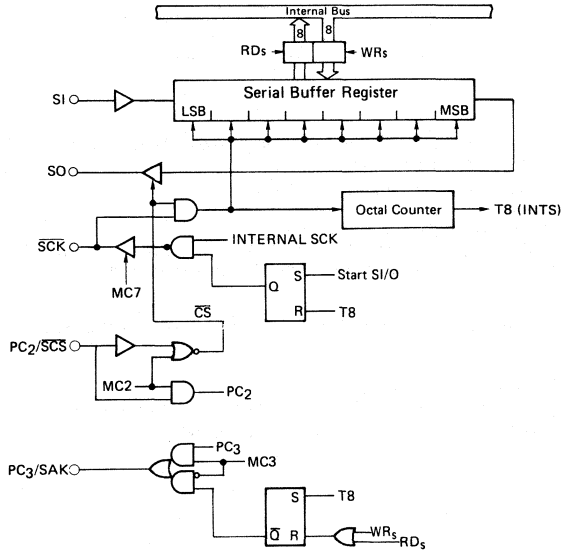 Internal Bus
8 8
RDs WRs
Serial Buffer Register
SI LSB MSB
SO
Octal Counter T8 (INTS)
SCK INTERNAL SCK
S Start SI/O
MC7 Q
CS R T8
PC2/SCS
MC2 PC2
PC3
PC3/SAK MC3
S T8
Q R WRs
RDs